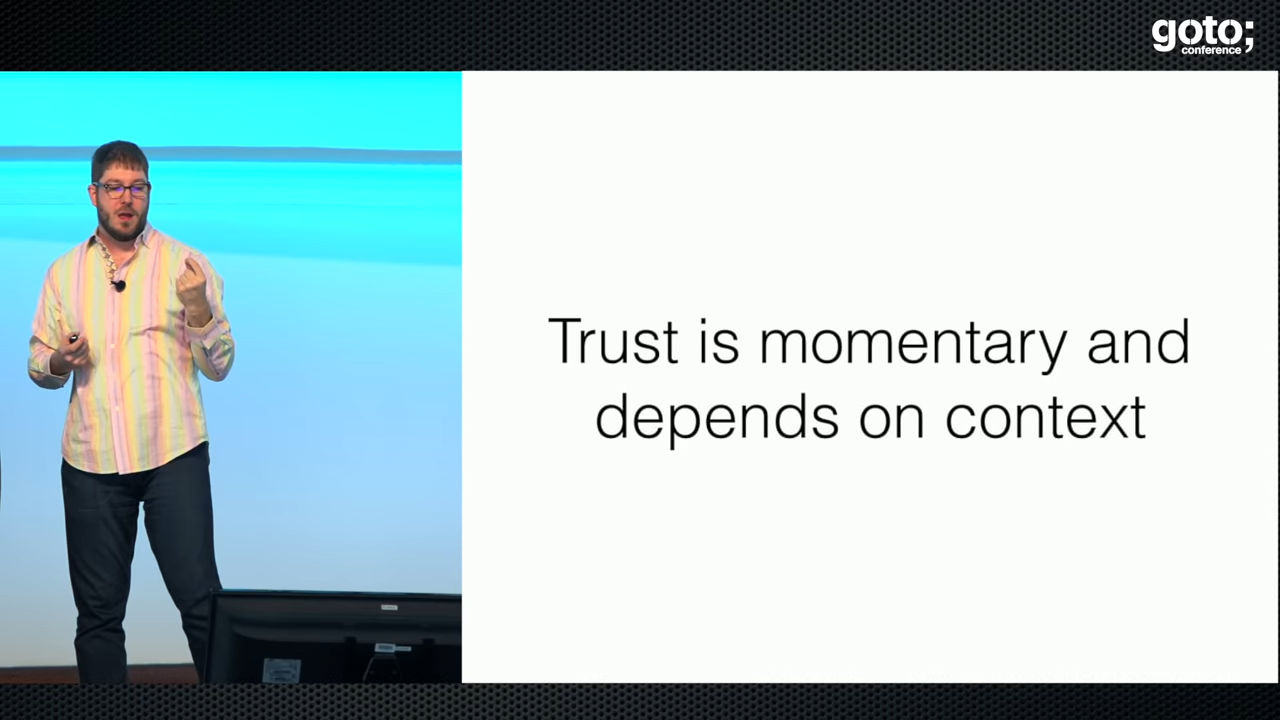 goto;
conference
Trust is momentary and
depends on context